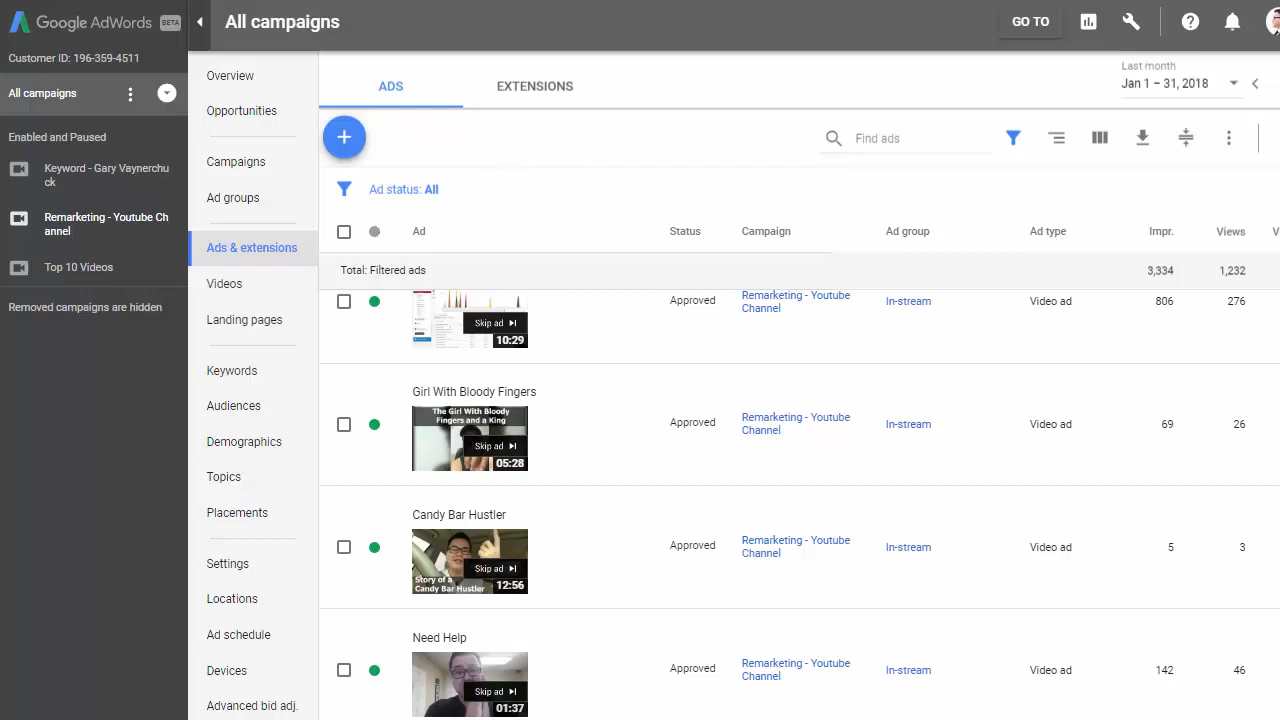 Google AdWords BETA
All campaigns
GO TO
Customer ID: 196-359-4511
All campaigns
Enabled and Paused
Keyword - Gary Vaynerchu
ck
Remarketing - Youtube Ch
annel
Top 10 Videos
Removed campaigns are hidden
Overview
Opportunities
Campaigns
Ad groups
Ads & extensions
Videos
Landing pages
Keywords
Audiences
Demographics
Topics
Placements
Settings
Locations
Ad schedule
Devices
Advanced bid adj.
ADS
EXTENSIONS
Last month
Jan 1 – 31, 2018
Find ads
Ad status: All
Ad
Status
Campaign
Ad group
Ad type
Impr.
Views
V
Total: Filtered ads
3,334
1,232
Skip ad
10:29
Approved
Remarketing - Youtube
Channel
In-stream
Video ad
806
276
Girl With Bloody Fingers
The Girl With Bloody
Fingers and a King
Skip ad
05:28
Approved
Remarketing - Youtube
Channel
In-stream
Video ad
69
26
Candy Bar Hustler
Skip ad
Story of a
Candy Bar Hustler
12:56
Approved
Remarketing - Youtube
Channel
In-stream
Video ad
5
3
Need Help
Skip ad
01:37
Approved
Remarketing - Youtube
Channel
In-stream
Video ad
142
46